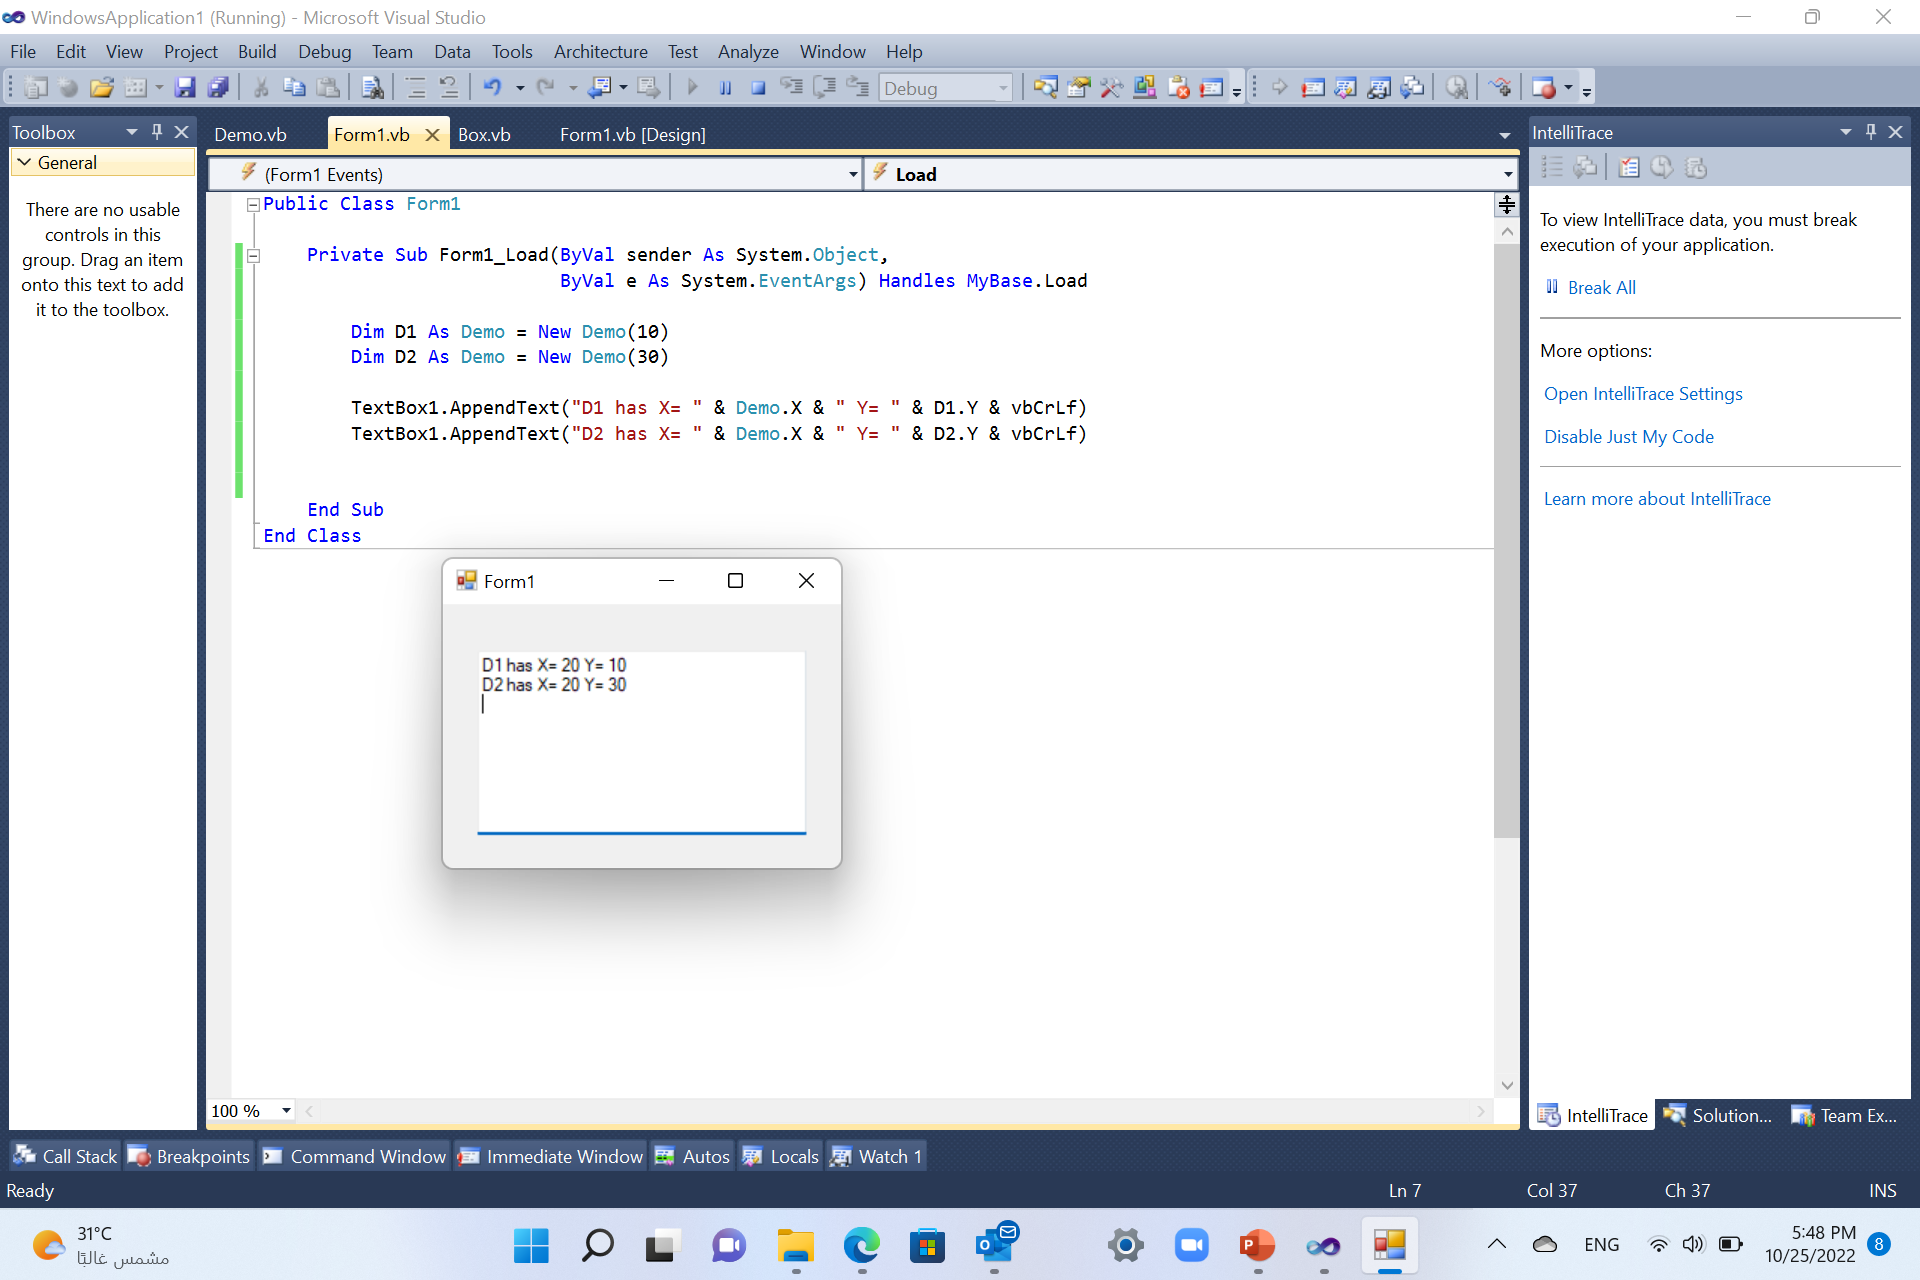 WindowsApplication1 (Running) - Microsoft Visual Studio
File Edit View Project Build Debug Team Data Tools Architecture Test Analyze Window Help
Debug
Toolbox
General
There are no usable
controls in this
group. Drag an item
onto this text to add
it to the toolbox.
Demo.vb Form1.vb Box.vb Form1.vb [Design]
(Form1 Events) Load
Public Class Form1
Private Sub Form1_Load(ByVal sender As System.Object,
ByVal e As System.EventArgs) Handles MyBase.Load
Dim D1 As Demo = New Demo(10)
Dim D2 As Demo = New Demo(30)
TextBox1.AppendText("D1 has X= " & Demo.X & " Y= " & D1.Y & vbCrLf)
TextBox1.AppendText("D2 has X= " & Demo.X & " Y= " & D2.Y & vbCrLf)
End Sub
End Class
Form1
D1 has X= 20 Y= 10
D2 has X= 20 Y= 30
100 %
IntelliTrace
To view IntelliTrace data, you must break
execution of your application.
Break All
More options:
Open IntelliTrace Settings
Disable Just My Code
Learn more about IntelliTrace
IntelliTrace Solution... Team Ex...
Call Stack Breakpoints Command Window Immediate Window Autos Locals Watch 1
Ready Ln 7 Col 37 Ch 37 INS
31°C
مشمس غالبًا
ENG
5:48 PM
10/25/2022
8